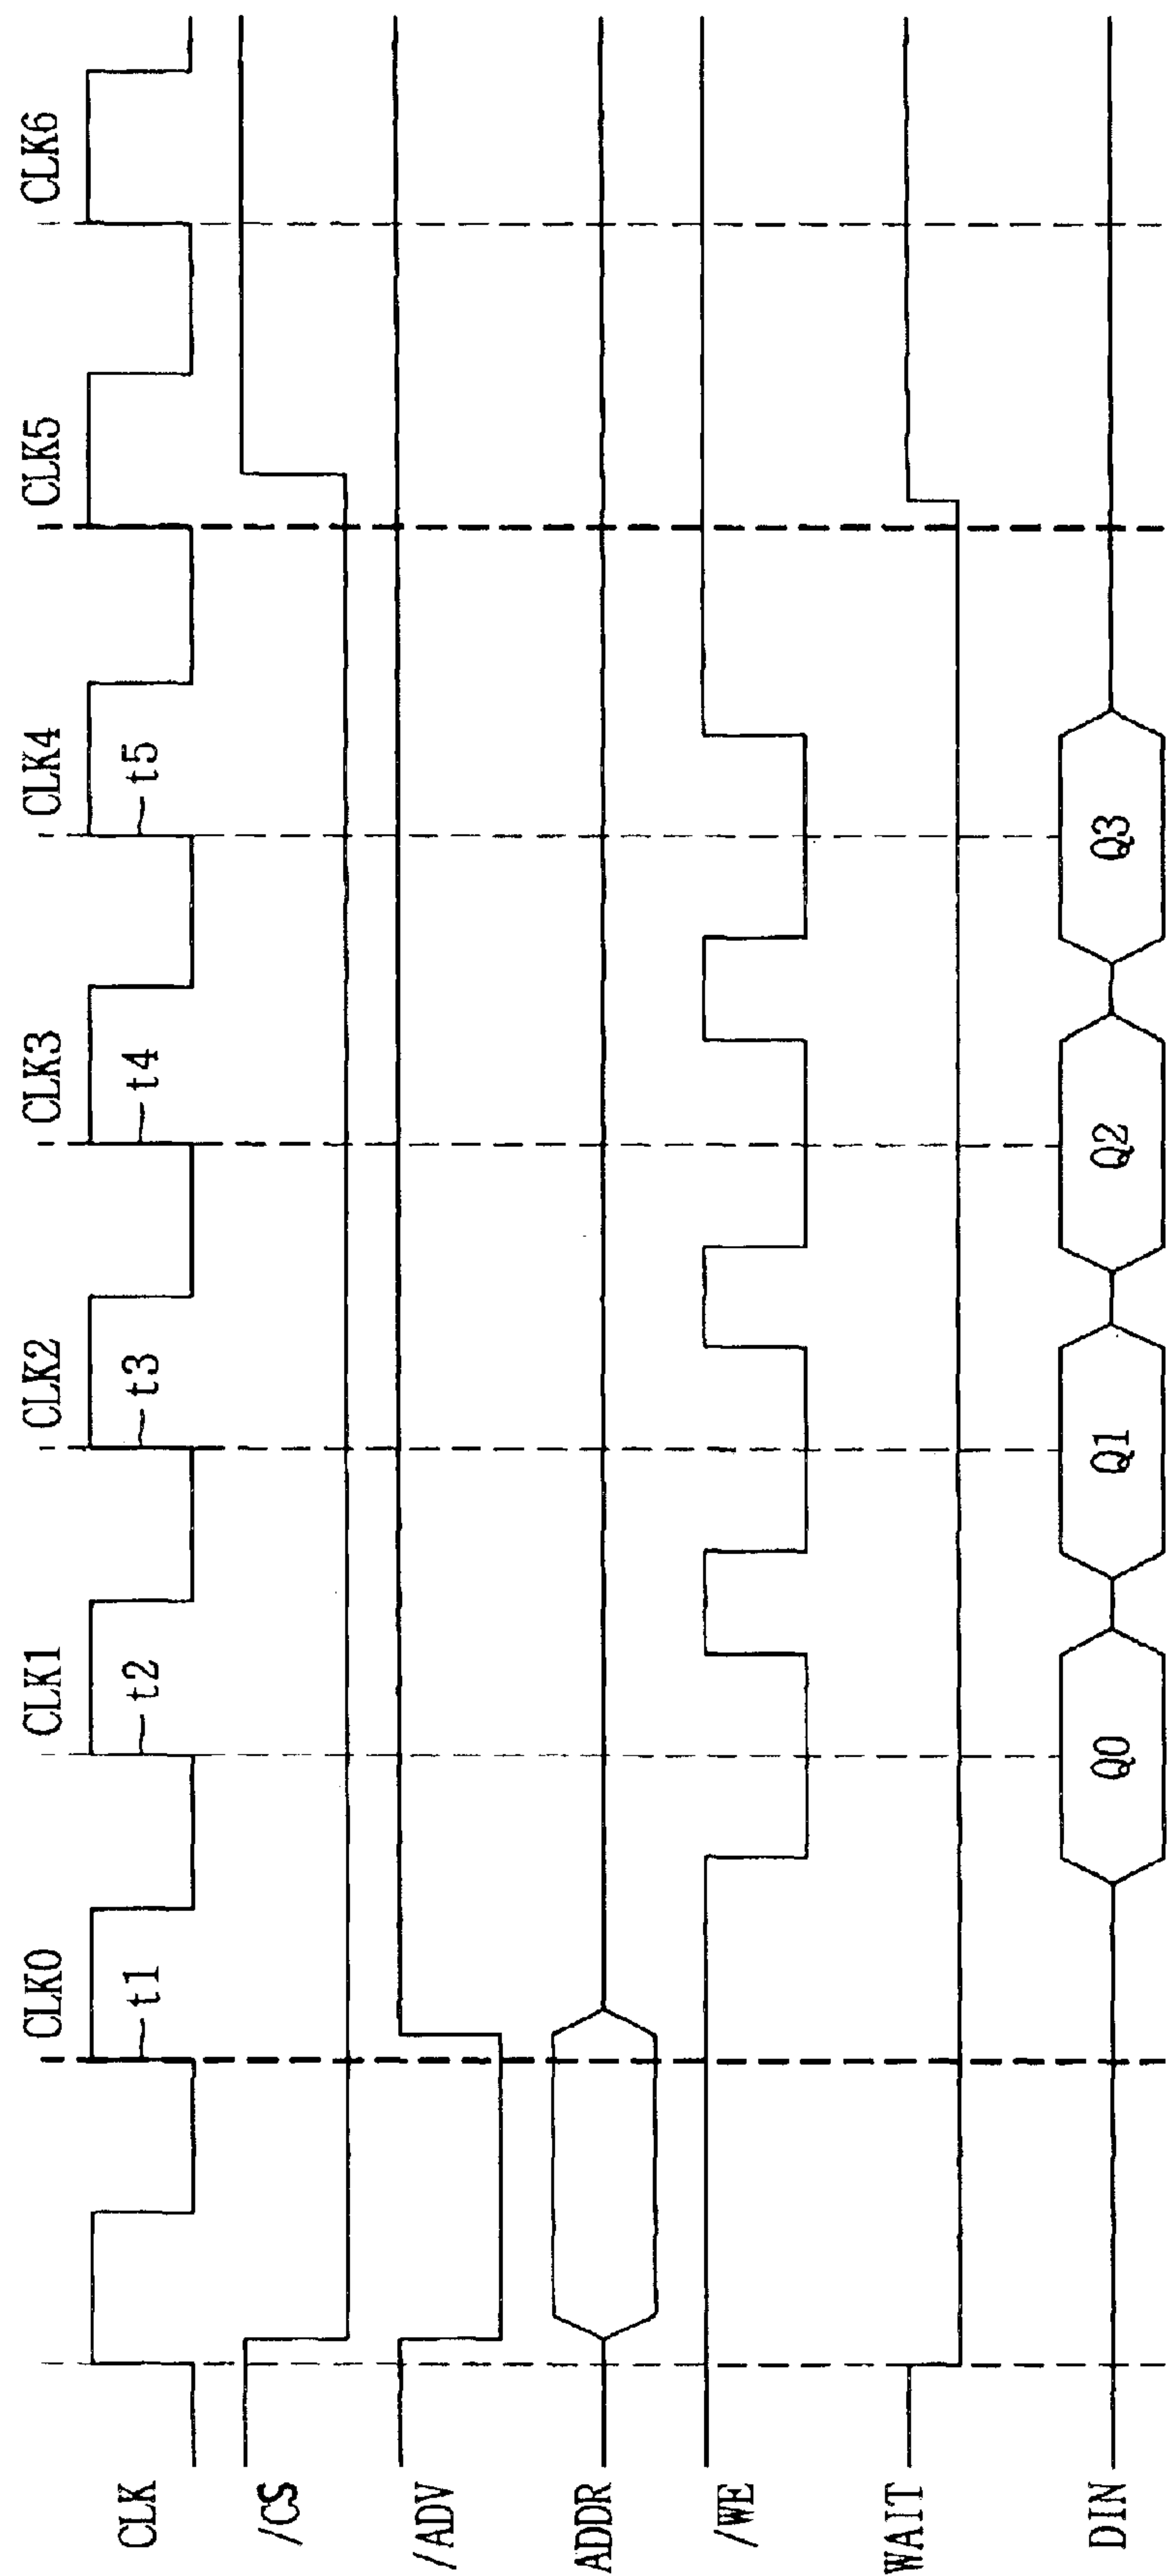 CLK0 CLK1 CLK2 CLK3 CLK4 CLK5 CLK6
CLK
t1 t2 t3 t4 t5
/CS
/ADV
ADDR
/WE
WAIT
DIN Q0 Q1 Q2 Q3